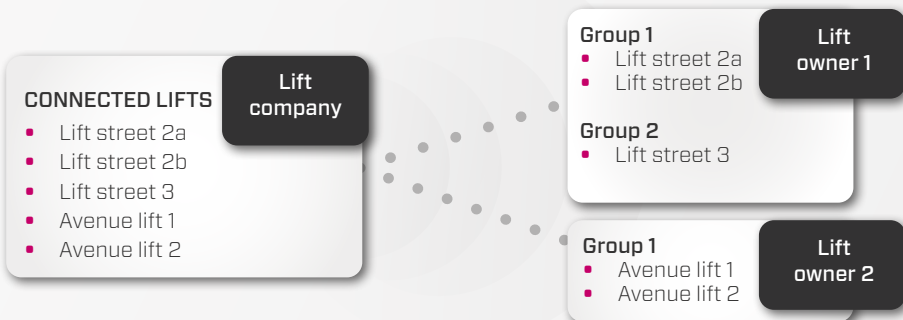 Lift
company
CONNECTED LIFTS
Lift street 2a
Lift street 2b
Lift street 3
Avenue lift 1
Avenue lift 2
Lift
owner 1
Group 1
Lift street 2a
Lift street 2b
Group 2
Lift street 3
Lift
owner 2
Group 1
Avenue lift 1
Avenue lift 2